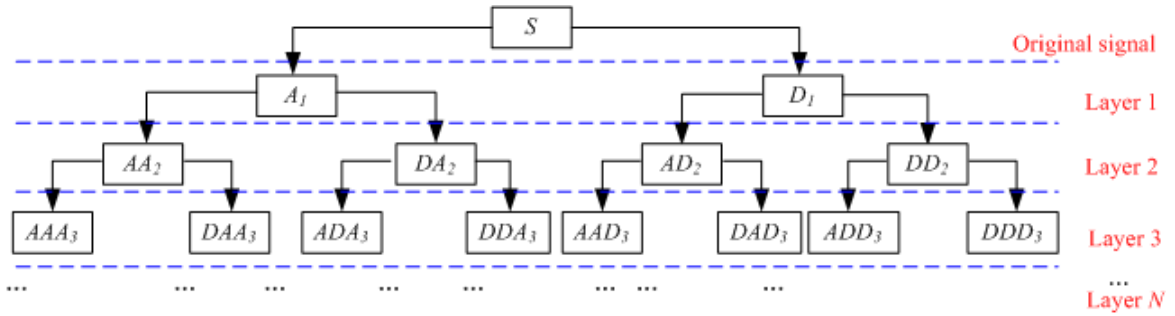 S
Original signal
A₁ D₁ Layer 1
AA₂ DA₂ AD₂ DD₂ Layer 2
AAA₃ DAA₃ ADA₃ DDA₃ AAD₃ DAD₃ ADD₃ DDD₃ Layer 3
... ... ... ... ... ... ... ... ...
Layer N